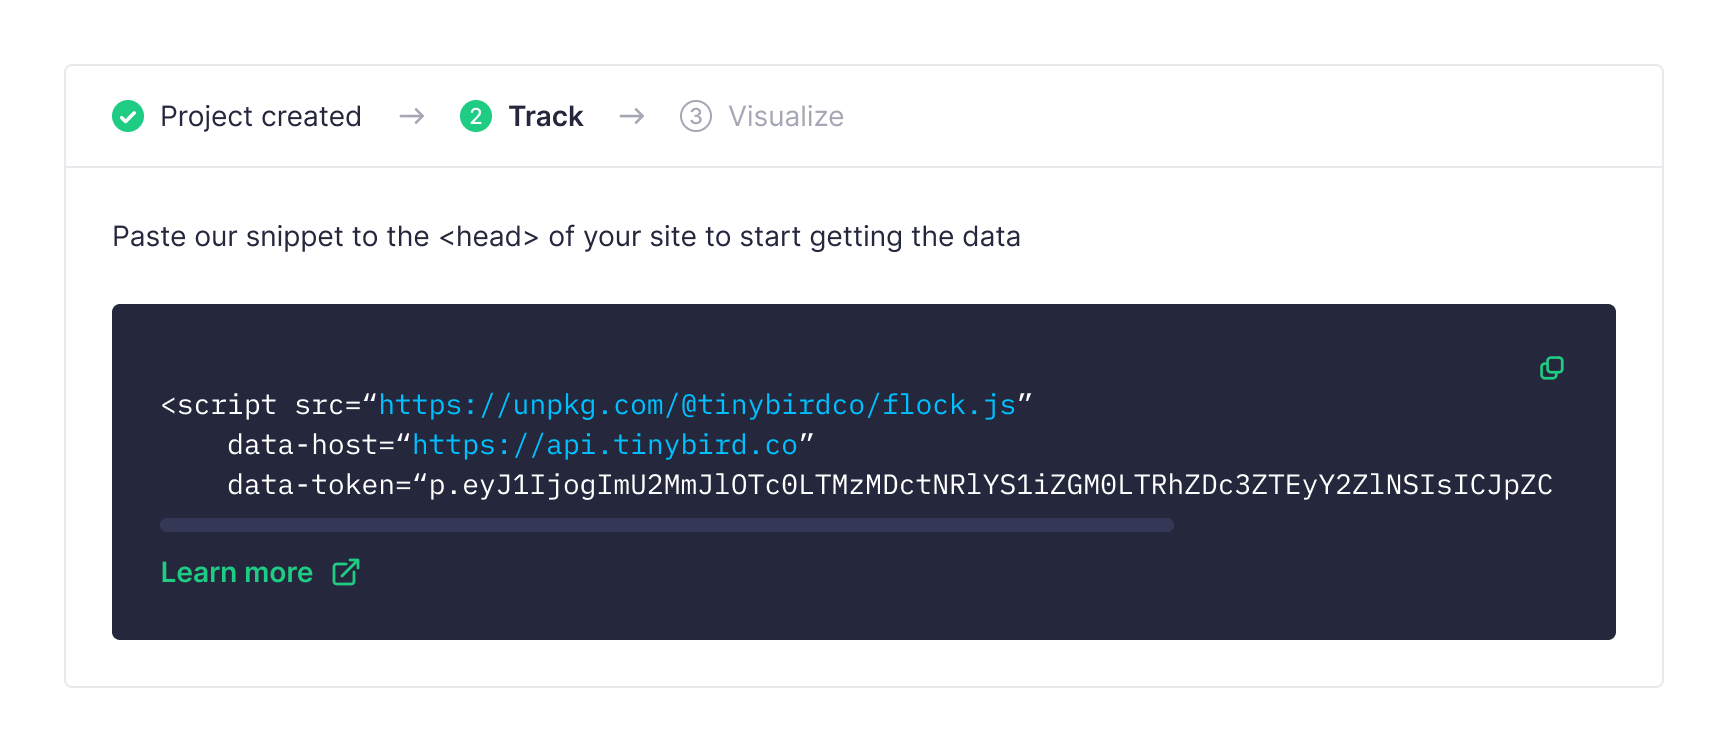 Project created → 2 Track → 3 Visualize
Paste our snippet to the <head> of your site to start getting the data
<script src=“https://unpkg.com/@tinybirdco/flock.js”
data-host=“https://api.tinybird.co”
data-token=“p.eyJ1IjogImU2MmJlOTc0LTMzMDctNRlYS1iZGM0LTRhZDc3ZTEyY2ZlNSIsICJpZC
Learn more